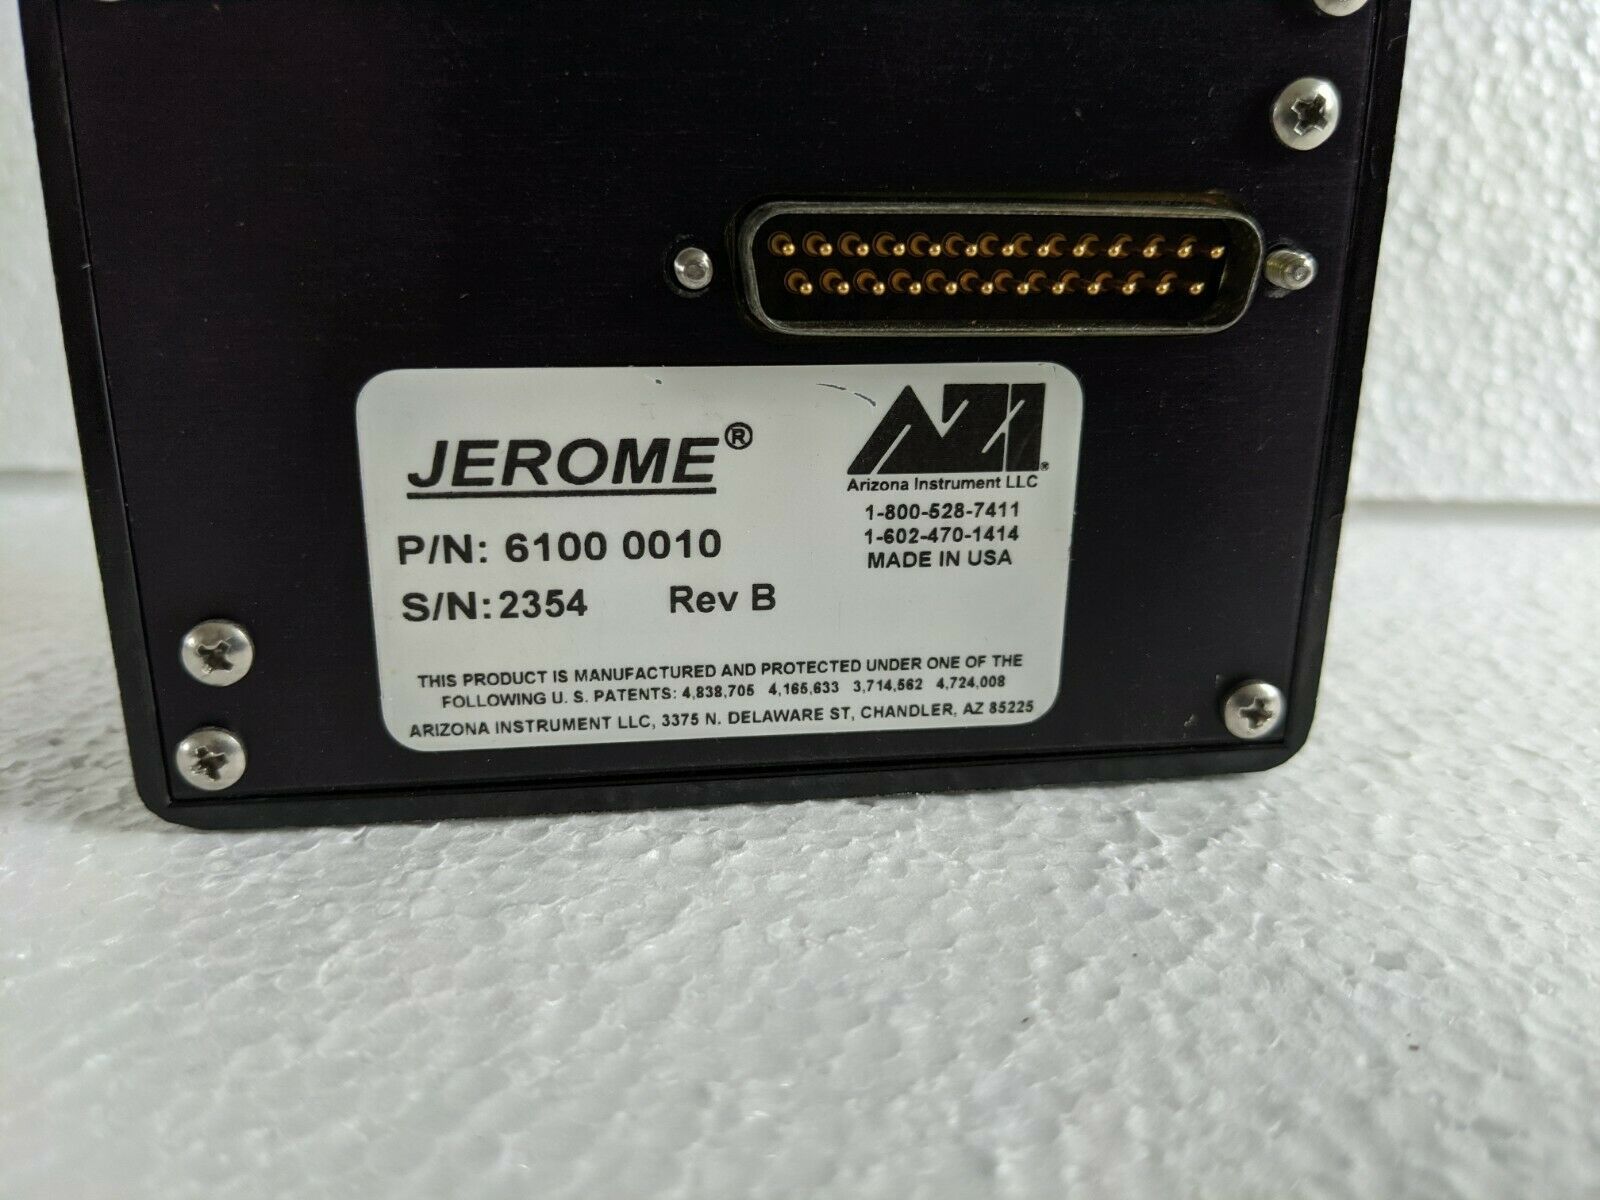 JEROME®
AZI®
Arizona Instrument LLC
1-800-528-7411
1-602-470-1414
MADE IN USA
P/N: 6100 0010
S/N: 2354 Rev B
THIS PRODUCT IS MANUFACTURED AND PROTECTED UNDER ONE OF THE
FOLLOWING U. S. PATENTS: 4,838,705 4,165,633 3,714,562 4,724,008
ARIZONA INSTRUMENT LLC, 3375 N. DELAWARE ST, CHANDLER, AZ 85225